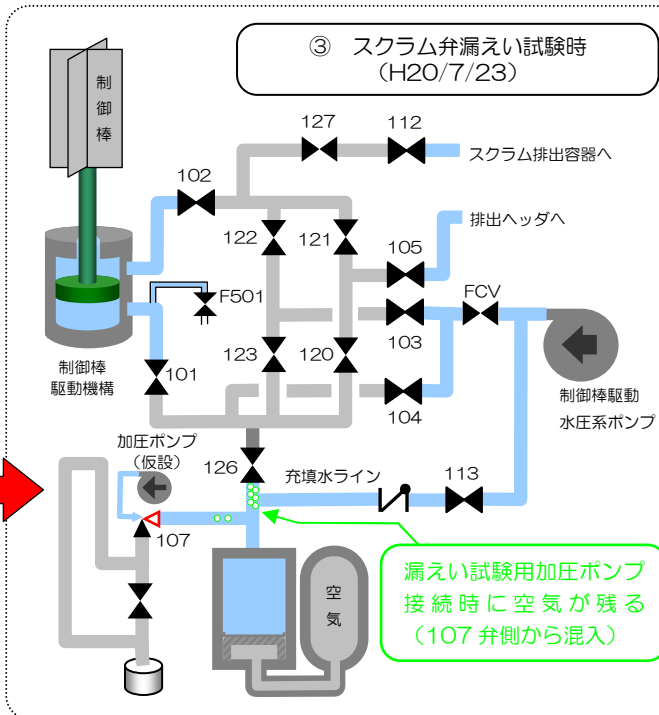 ③ スクラム弁漏えい試験時
(H20/7/23)
制御棒
127
112
スクラム排出容器へ
102
122
121
105
排出ヘッダへ
F501
FCV
103
101
123
120
104
制御棒
駆動機構
制御棒駆動
水圧系ポンプ
加圧ポンプ
(仮設)
126
充填水ライン
113
107
空気
漏えい試験用加圧ポンプ
接続時に空気が残る
(107弁側から混入)